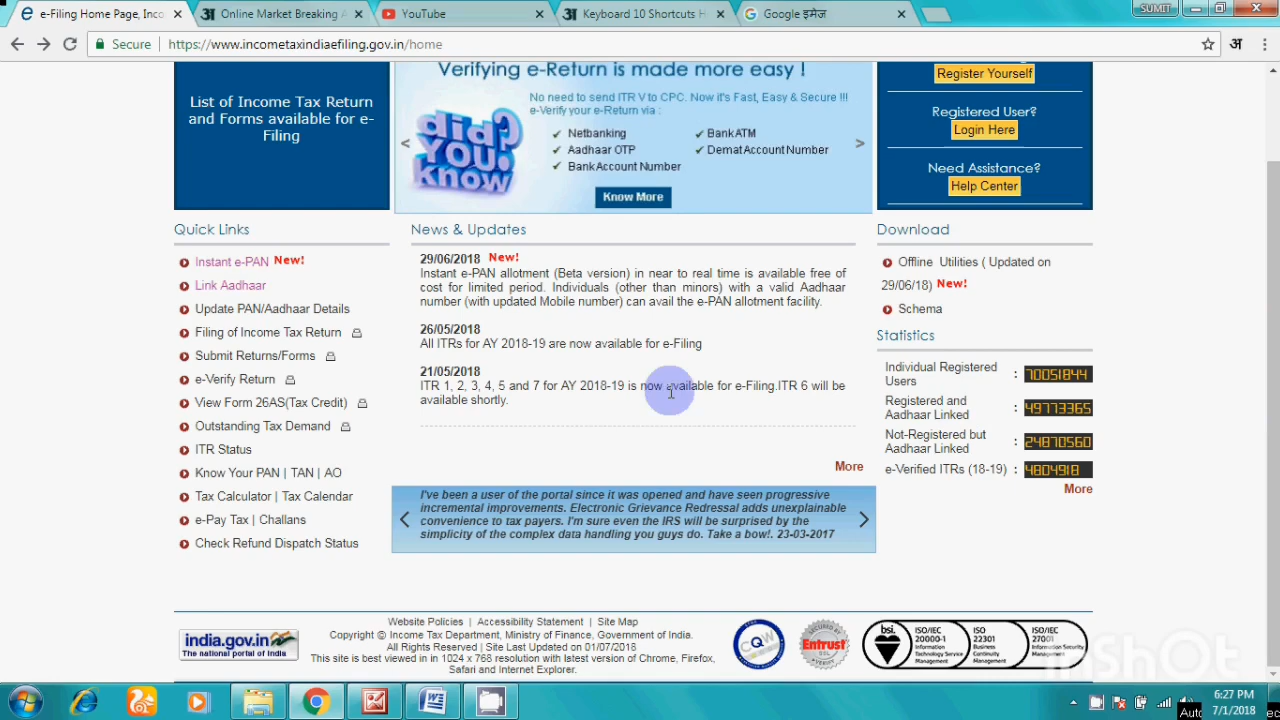 e-Filing Home Page, Inc
अ Online Market Breaking A
YouTube
अ Keyboard 10 Shortcuts H
Google इमेज
SUMIT
Secure
https://www.incometaxindiaefiling.gov.in/home
अ
List of Income Tax Return
and Forms available for e-
Filing
Verifying e-Return is made more easy !
No need to send ITR V to CPC. Now it's Fast, Easy & Secure !!!
e-Verify your e-Return via :
Did
YOU
know
✓ Netbanking
✓ Bank ATM
✓ Aadhaar OTP
✓ Demat Account Number
✓ Bank Account Number
<
>
Know More
Register Yourself
Registered User?
Login Here
Need Assistance?
Help Center
Quick Links
Instant e-PAN New!
Link Aadhaar
Update PAN/Aadhaar Details
Filing of Income Tax Return
Submit Returns/Forms
e-Verify Return
View Form 26AS(Tax Credit)
Outstanding Tax Demand
ITR Status
Know Your PAN | TAN | AO
Tax Calculator | Tax Calendar
e-Pay Tax | Challans
Check Refund Dispatch Status
News & Updates
29/06/2018 New!
Instant e-PAN allotment (Beta version) in near to real time is available free of
cost for limited period. Individuals (other than minors) with a valid Aadhaar
number (with updated Mobile number) can avail the e-PAN allotment facility.
26/05/2018
All ITRs for AY 2018-19 are now available for e-Filing
21/05/2018
ITR 1, 2, 3, 4, 5 and 7 for AY 2018-19 is now available for e-Filing.ITR 6 will be
available shortly.
More
I've been a user of the portal since it was opened and have seen progressive
incremental improvements. Electronic Grievance Redressal adds unexplainable
convenience to tax payers. I'm sure even the IRS will be surprised by the
simplicity of the complex data handling you guys do. Take a bow!. 23-03-2017
Download
Offline Utilities ( Updated on
29/06/18) New!
Schema
Statistics
Individual Registered
Users : 70051844
Registered and
Aadhaar Linked : 49773365
Not-Registered but
Aadhaar Linked : 24870560
e-Verified ITRs (18-19) : 4804918
More
india.gov.in
The national portal of India
Website Policies | Accessibility Statement | Site Map
Copyright © Income Tax Department, Ministry of Finance, Government of India.
All Rights Reserved | Site Last Updated on 01/07/2018
This site is best viewed in in 1024 x 768 resolution with latest version of Chrome, Firefox,
Safari and Internet Explorer.
CQW
SECURED BY
Entrust
SSL
VERIFY
bsi.
ISO/IEC
20000-1
Information
Technology Service
Management
ISO
22301
Business
Continuity
Management
ISO/IEC
27001
Information Security
Management
InShOt
6:27 PM
7/1/2018